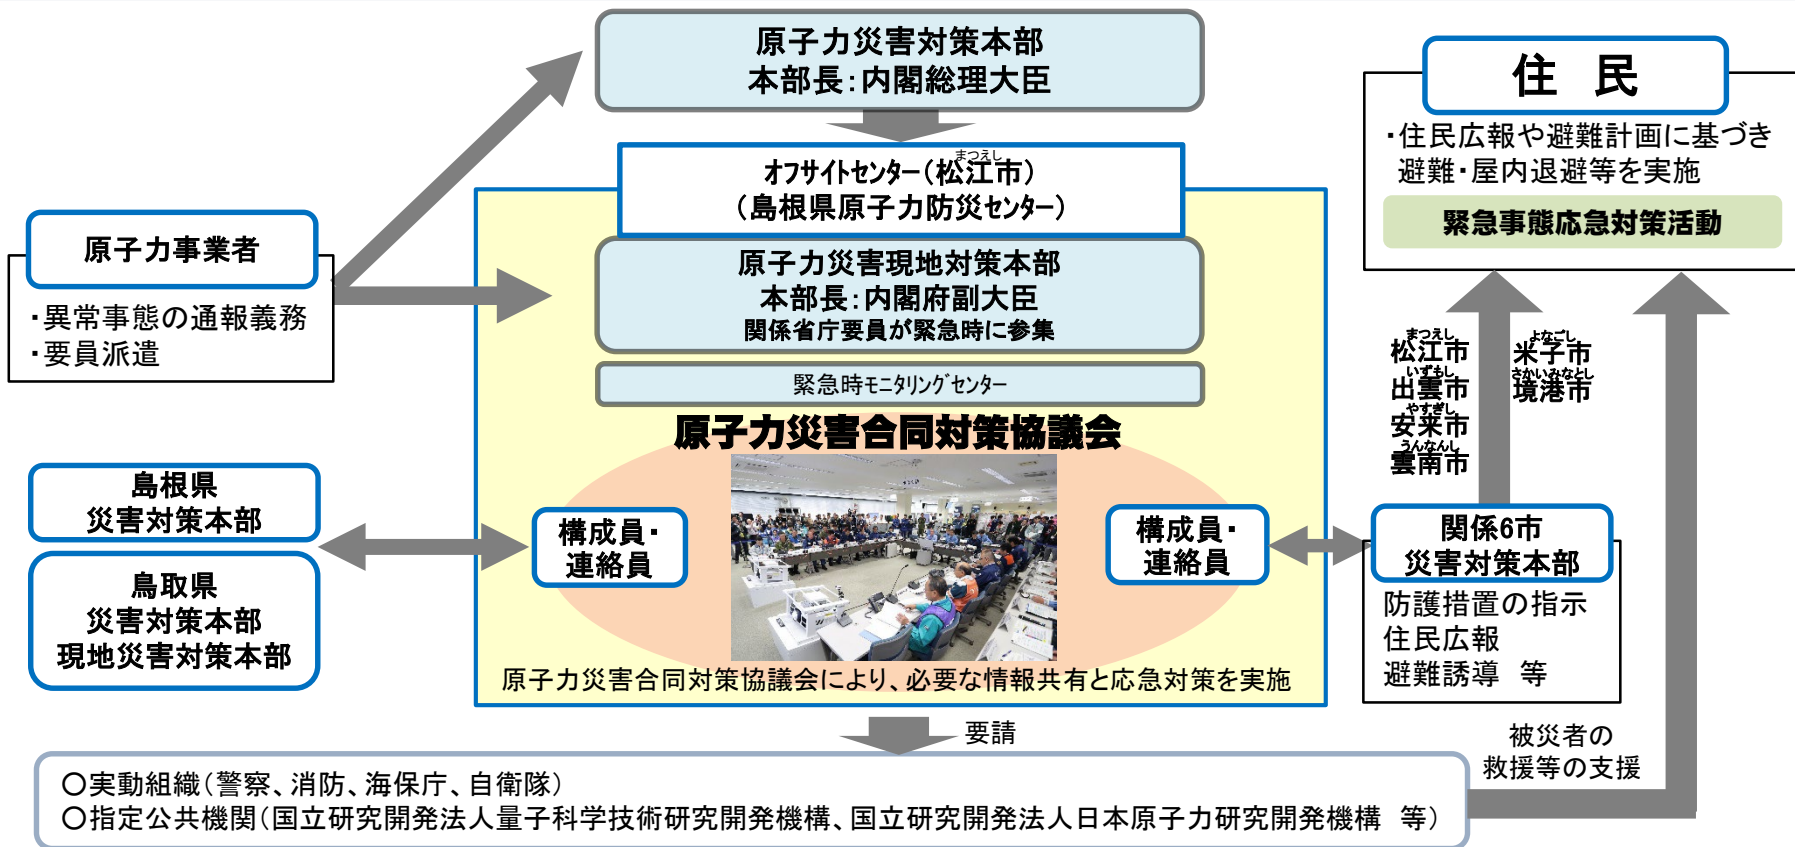 原子力災害対策本部
本部長：内閣総理大臣
まつえし
オフサイトセンター（松江市）
（島根県原子力防災センター）
原子力災害現地対策本部
本部長：内閣府副大臣
関係省庁要員が緊急時に参集
緊急時モニタリングセンター
原子力災害合同対策協議会
構成員・
連絡員
構成員・
連絡員
原子力災害合同対策協議会により、必要な情報共有と応急対策を実施
原子力事業者
・異常事態の通報義務
・要員派遣
島根県
災害対策本部
鳥取県
災害対策本部
現地災害対策本部
住　民
・住民広報や避難計画に基づき
避難・屋内退避等を実施
緊急事態応急対策活動
まつえし
松江市
いずもし
出雲市
やすぎし
安来市
うんなんし
雲南市
よなごし
米子市
さかいみなとし
境港市
関係6市
災害対策本部
防護措置の指示
住民広報
避難誘導　等
要請
被災者の
救援等の支援
○実動組織（警察、消防、海保庁、自衛隊）
○指定公共機関（国立研究開発法人量子科学技術研究開発機構、国立研究開発法人日本原子力研究開発機構　等）